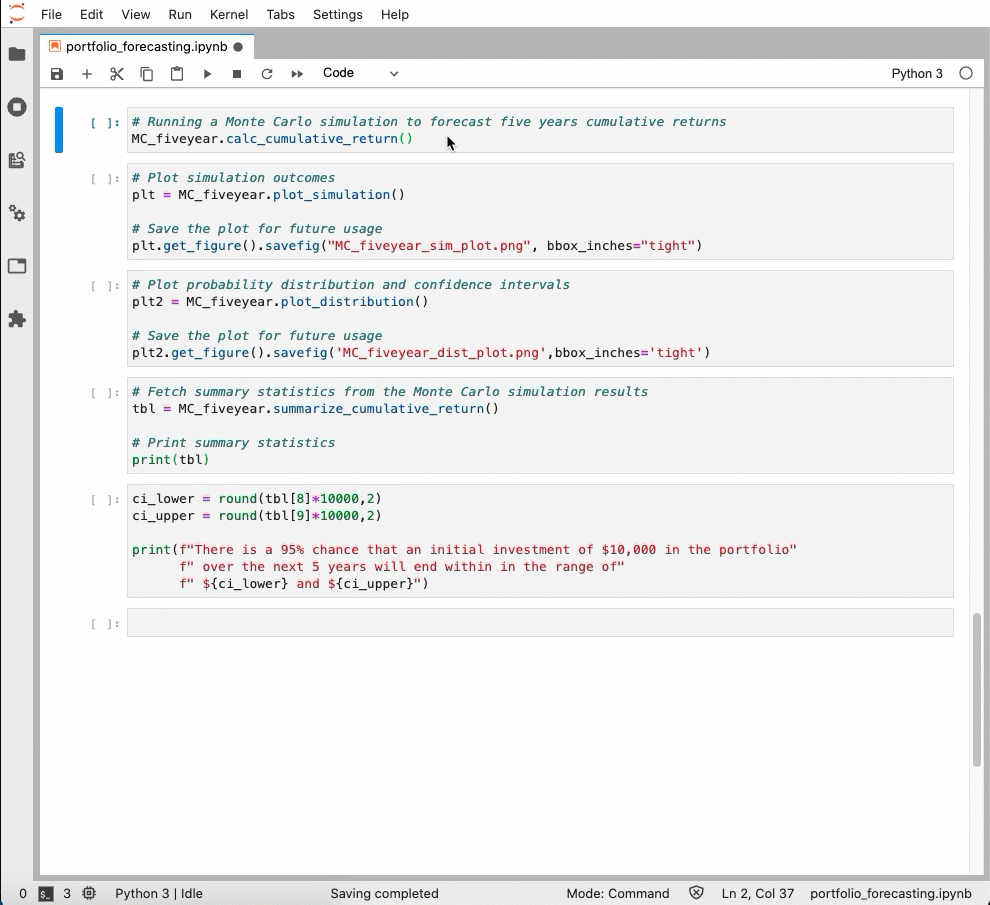 File Edit View Run Kernel Tabs Settings Help
portfolio_forecasting.ipynb
Code Python 3
[ ]: # Running a Monte Carlo simulation to forecast five years cumulative returns
MC_fiveyear.calc_cumulative_return()
[ ]: # Plot simulation outcomes
plt = MC_fiveyear.plot_simulation()
# Save the plot for future usage
plt.get_figure().savefig("MC_fiveyear_sim_plot.png", bbox_inches="tight")
[ ]: # Plot probability distribution and confidence intervals
plt2 = MC_fiveyear.plot_distribution()
# Save the plot for future usage
plt2.get_figure().savefig('MC_fiveyear_dist_plot.png',bbox_inches='tight')
[ ]: # Fetch summary statistics from the Monte Carlo simulation results
tbl = MC_fiveyear.summarize_cumulative_return()
# Print summary statistics
print(tbl)
[ ]: ci_lower = round(tbl[8]*10000,2)
ci_upper = round(tbl[9]*10000,2)
print(f"There is a 95% chance that an initial investment of $10,000 in the portfolio"
f" over the next 5 years will end within in the range of"
f" ${ci_lower} and ${ci_upper}")
[ ]:
0 $_ 3 Python 3 | Idle Saving completed Mode: Command Ln 2, Col 37 portfolio_forecasting.ipynb